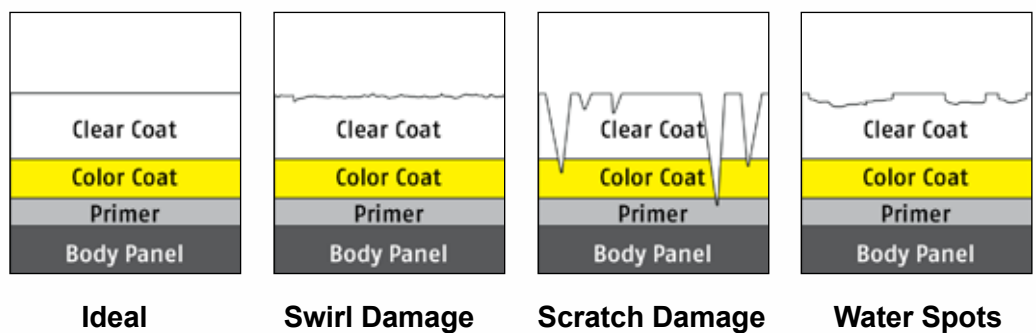 Clear Coat Clear Coat Clear Coat Clear Coat
Color Coat Color Coat Color Coat Color Coat
Primer Primer Primer Primer
Body Panel Body Panel Body Panel Body Panel
Ideal Swirl Damage Scratch Damage Water Spots